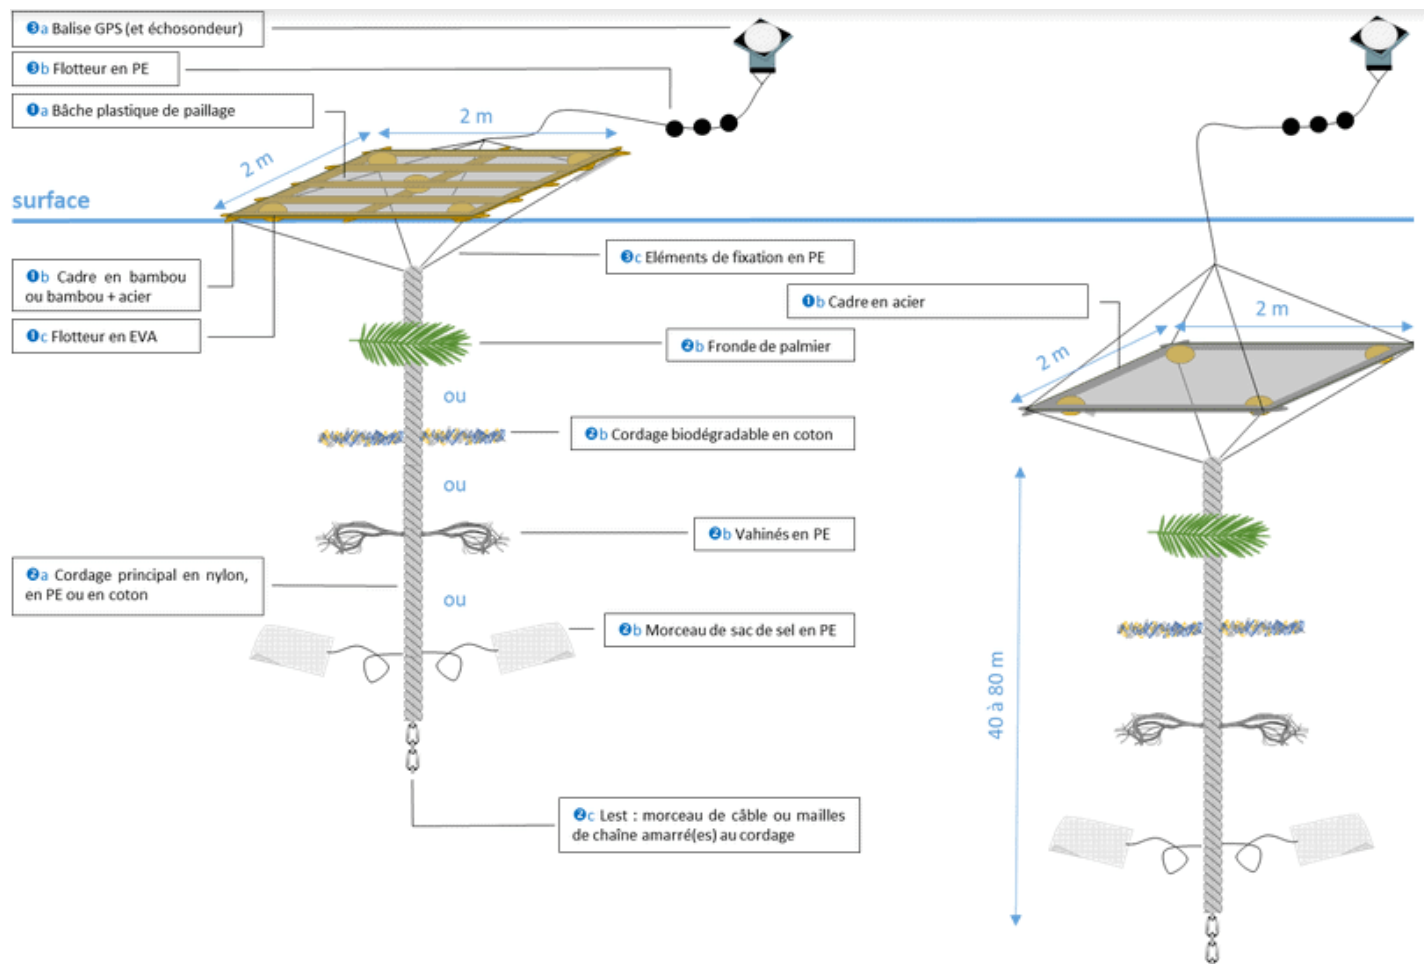 ❸a Balise GPS (et échosondeur)
❸b Flotteur en PE
❶a Bâche plastique de paillage
2 m
2 m
surface
❸c Eléments de fixation en PE
❶b Cadre en bambou
ou bambou + acier
❶b Cadre en acier
2 m
2 m
❶c Flotteur en EVA
❷b Fronde de palmier
ou
❷b Cordage biodégradable en coton
ou
❷b Vahinés en PE
❷a Cordage principal en nylon,
en PE ou en coton
ou
❷b Morceau de sac de sel en PE
40 à 80 m
❷c Lest : morceau de câble ou mailles
de chaîne amarré(es) au cordage